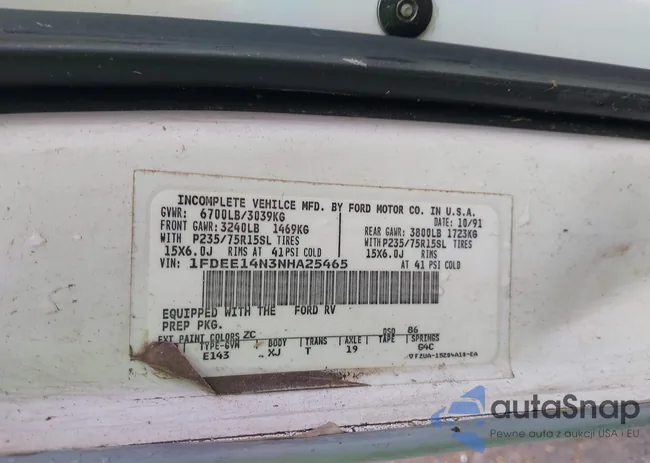 INCOMPLETE VEHILCE MFD. BY FORD MOTOR CO. IN U.S.A.
GVWR: 6700LB/3039KG DATE: 10/91
FRONT GAWR: 3240LB 1469KG REAR GAWR: 3800LB 1723KG
WITH P235/75R15SL TIRES WITH P235/75R15SL TIRES
15X6.0J RIMS AT 41 PSI COLD 15X6.0J RIMS
VIN: 1FDEE14N3NHA25465 AT 41 PSI COLD
EQUIPPED WITH THE FORD RV
PREP PKG.
EXT PAINT COLORS ZC DSO 86
TYPE-GVW BODY TRANS AXLE TAPE SPRINGS
E143 XJ T 19 G4C
autaSnap
Pewne auta z aukcji USA i EU